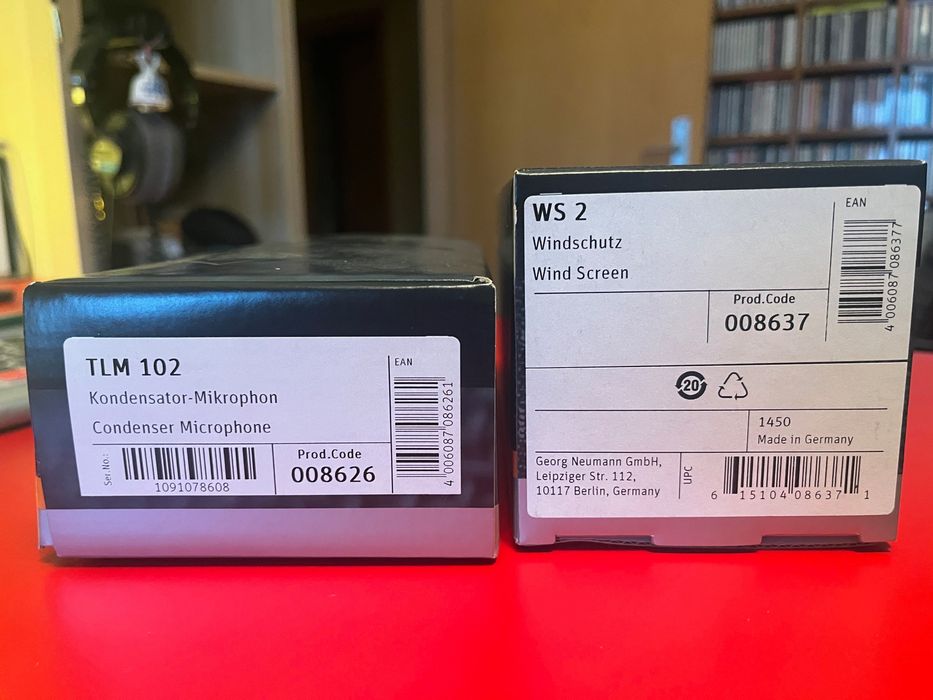 TLM 102
Kondensator-Mikrophon
Condenser Microphone
Ser.No.:
1091078608
Prod.Code
008626
EAN
4 006087 086261
WS 2
Windschutz
Wind Screen
Prod.Code
008637
EAN
4 006087 086377
20
1450
Made in Germany
Georg Neumann GmbH,
Leipziger Str. 112,
10117 Berlin, Germany
UPC
6 15104 08637 1